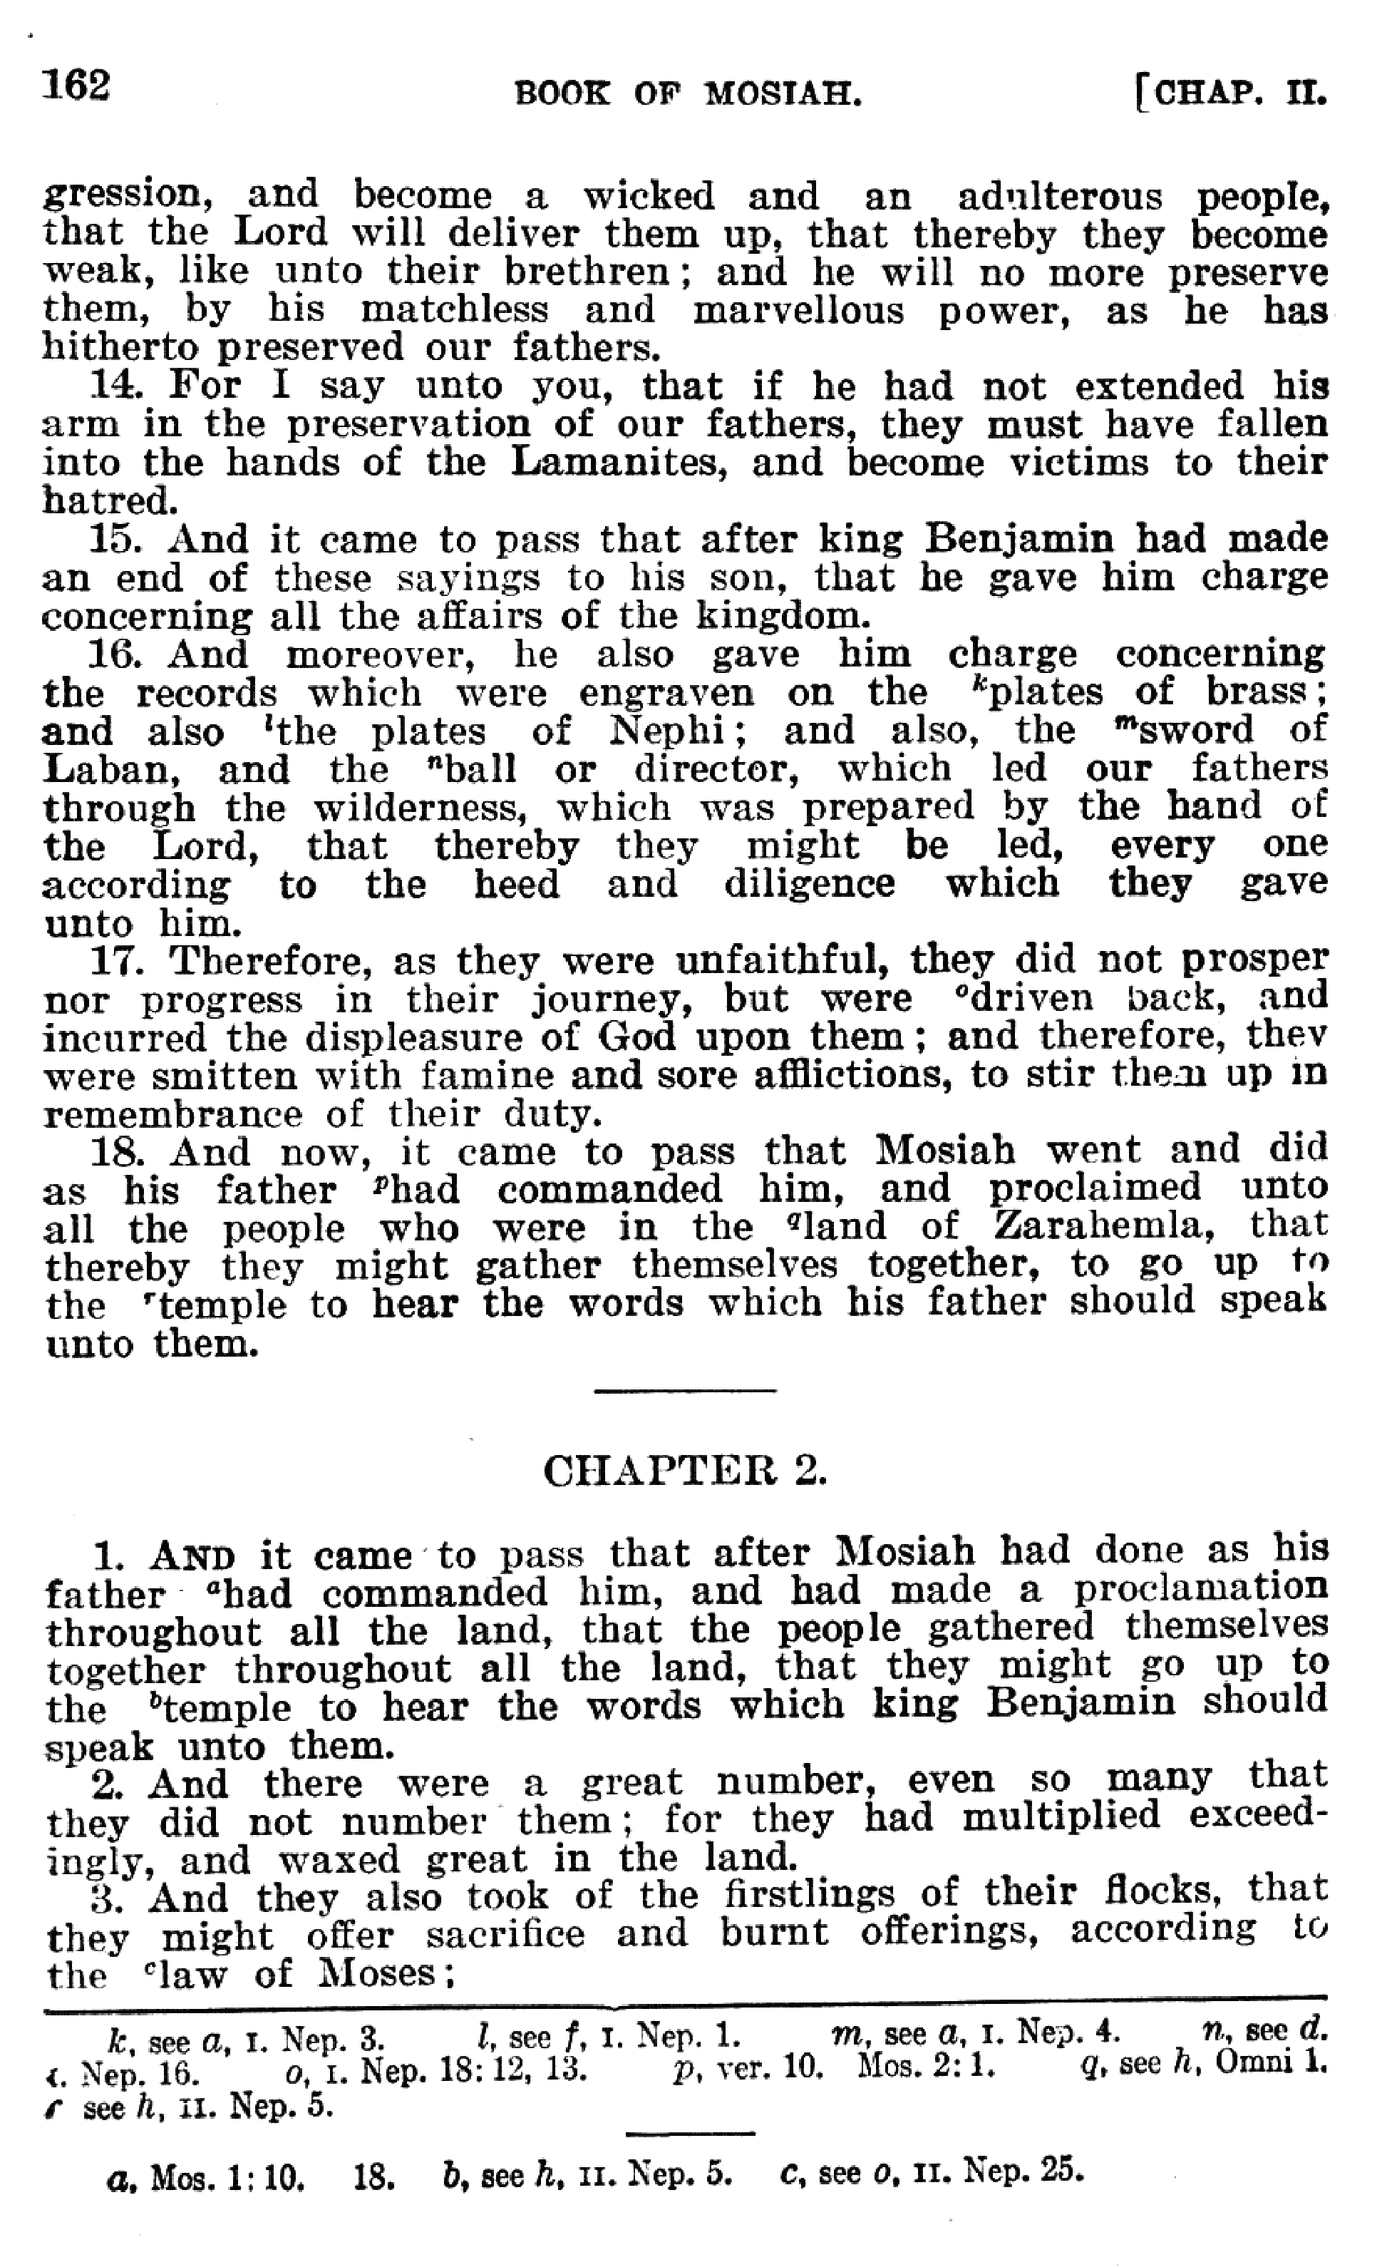 162 BOOK OF MOSIAH. [CHAP. II.
gression, and become a wicked and an adulterous people,
that the Lord will deliver them up, that thereby they become
weak, like unto their brethren; and he will no more preserve
them, by his matchless and marvellous power, as he has
hitherto preserved our fathers.
14. For I say unto you, that if he had not extended his
arm in the preservation of our fathers, they must have fallen
into the hands of the Lamanites, and become victims to their
hatred.
15. And it came to pass that after king Benjamin had made
an end of these sayings to his son, that he gave him charge
concerning all the affairs of the kingdom.
16. And moreover, he also gave him charge concerning
the records which were engraven on the ᵏplates of brass;
and also ˡthe plates of Nephi; and also, the ᵐsword of
Laban, and the ⁿball or director, which led our fathers
through the wilderness, which was prepared by the hand of
the Lord, that thereby they might be led, every one
according to the heed and diligence which they gave
unto him.
17. Therefore, as they were unfaithful, they did not prosper
nor progress in their journey, but were ᵒdriven back, and
incurred the displeasure of God upon them; and therefore, they
were smitten with famine and sore afflictions, to stir them up in
remembrance of their duty.
18. And now, it came to pass that Mosiah went and did
as his father ᵖhad commanded him, and proclaimed unto
all the people who were in the qland of Zarahemla, that
thereby they might gather themselves together, to go up to
the ʳtemple to hear the words which his father should speak
unto them.
CHAPTER 2.
1. AND it came to pass that after Mosiah had done as his
father ᵃhad commanded him, and had made a proclamation
throughout all the land, that the people gathered themselves
together throughout all the land, that they might go up to
the ᵇtemple to hear the words which king Benjamin should
speak unto them.
2. And there were a great number, even so many that
they did not number them; for they had multiplied exceed-
ingly, and waxed great in the land.
3. And they also took of the firstlings of their flocks, that
they might offer sacrifice and burnt offerings, according to
the ᶜlaw of Moses:
k, see a, I. Nep. 3. l, see f, I. Nep. 1. m, see a, I. Nep. 4. n, see d.
I. Nep. 16. o, I. Nep. 18: 12, 13. p, ver. 10. Mos. 2: 1. q, see h, Omni 1.
r see h, II. Nep. 5.
a, Mos. 1: 10. 18. b, see h, II. Nep. 5. c, see o, II. Nep. 25.